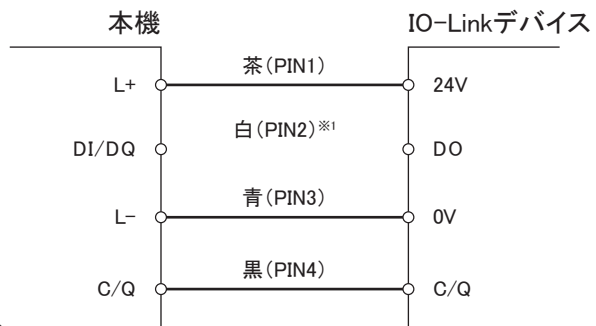 本機 IO-Linkデバイス
茶(PIN1)
L+ 24V
白(PIN2)※1
DI/DQ DO
青(PIN3)
L- 0V
黒(PIN4)
C/Q C/Q